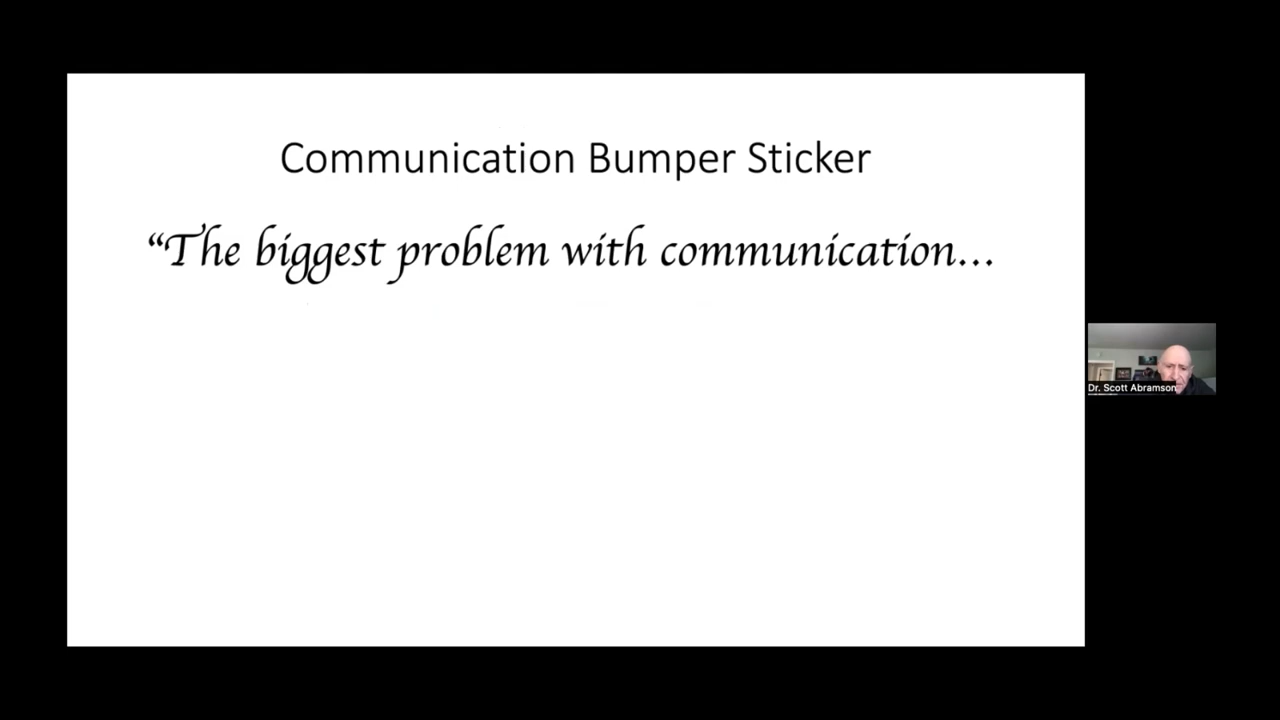 Communication Bumper Sticker
“The biggest problem with communication...
Dr. Scott Abramson